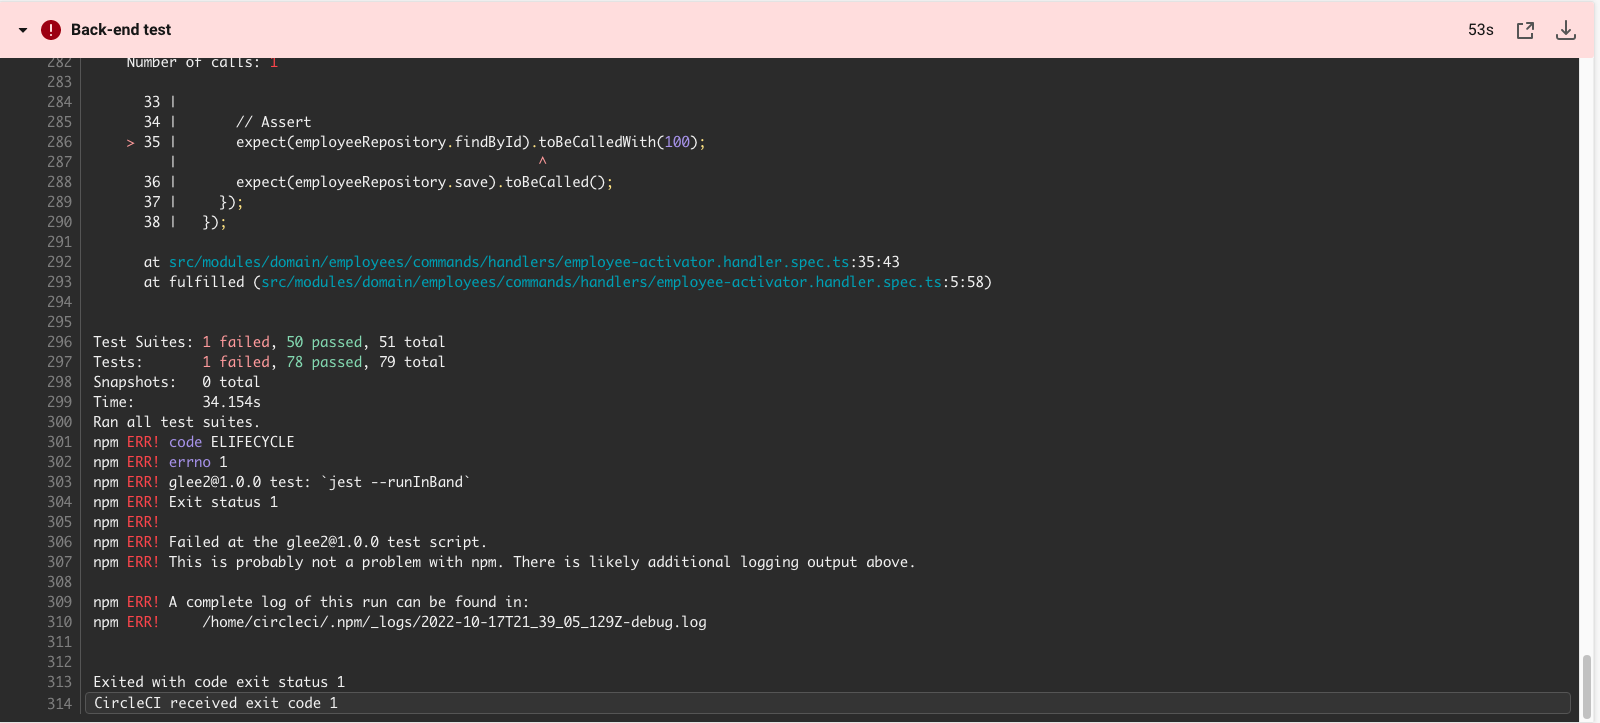 Back-end test 53s
282 Number of calls: 1
283
284 33 |
285 34 | // Assert
286 > 35 | expect(employeeRepository.findById).toBeCalledWith(100);
287 | ^
288 36 | expect(employeeRepository.save).toBeCalled();
289 37 | });
290 38 | });
291
292 at src/modules/domain/employees/commands/handlers/employee-activator.handler.spec.ts:35:43
293 at fulfilled (src/modules/domain/employees/commands/handlers/employee-activator.handler.spec.ts:5:58)
294
295
296 Test Suites: 1 failed, 50 passed, 51 total
297 Tests: 1 failed, 78 passed, 79 total
298 Snapshots: 0 total
299 Time: 34.154s
300 Ran all test suites.
301 npm ERR! code ELIFECYCLE
302 npm ERR! errno 1
303 npm ERR! glee2@1.0.0 test: `jest --runInBand`
304 npm ERR! Exit status 1
305 npm ERR!
306 npm ERR! Failed at the glee2@1.0.0 test script.
307 npm ERR! This is probably not a problem with npm. There is likely additional logging output above.
308
309 npm ERR! A complete log of this run can be found in:
310 npm ERR! /home/circleci/.npm/_logs/2022-10-17T21_39_05_129Z-debug.log
311
312
313 Exited with code exit status 1
314 CircleCI received exit code 1